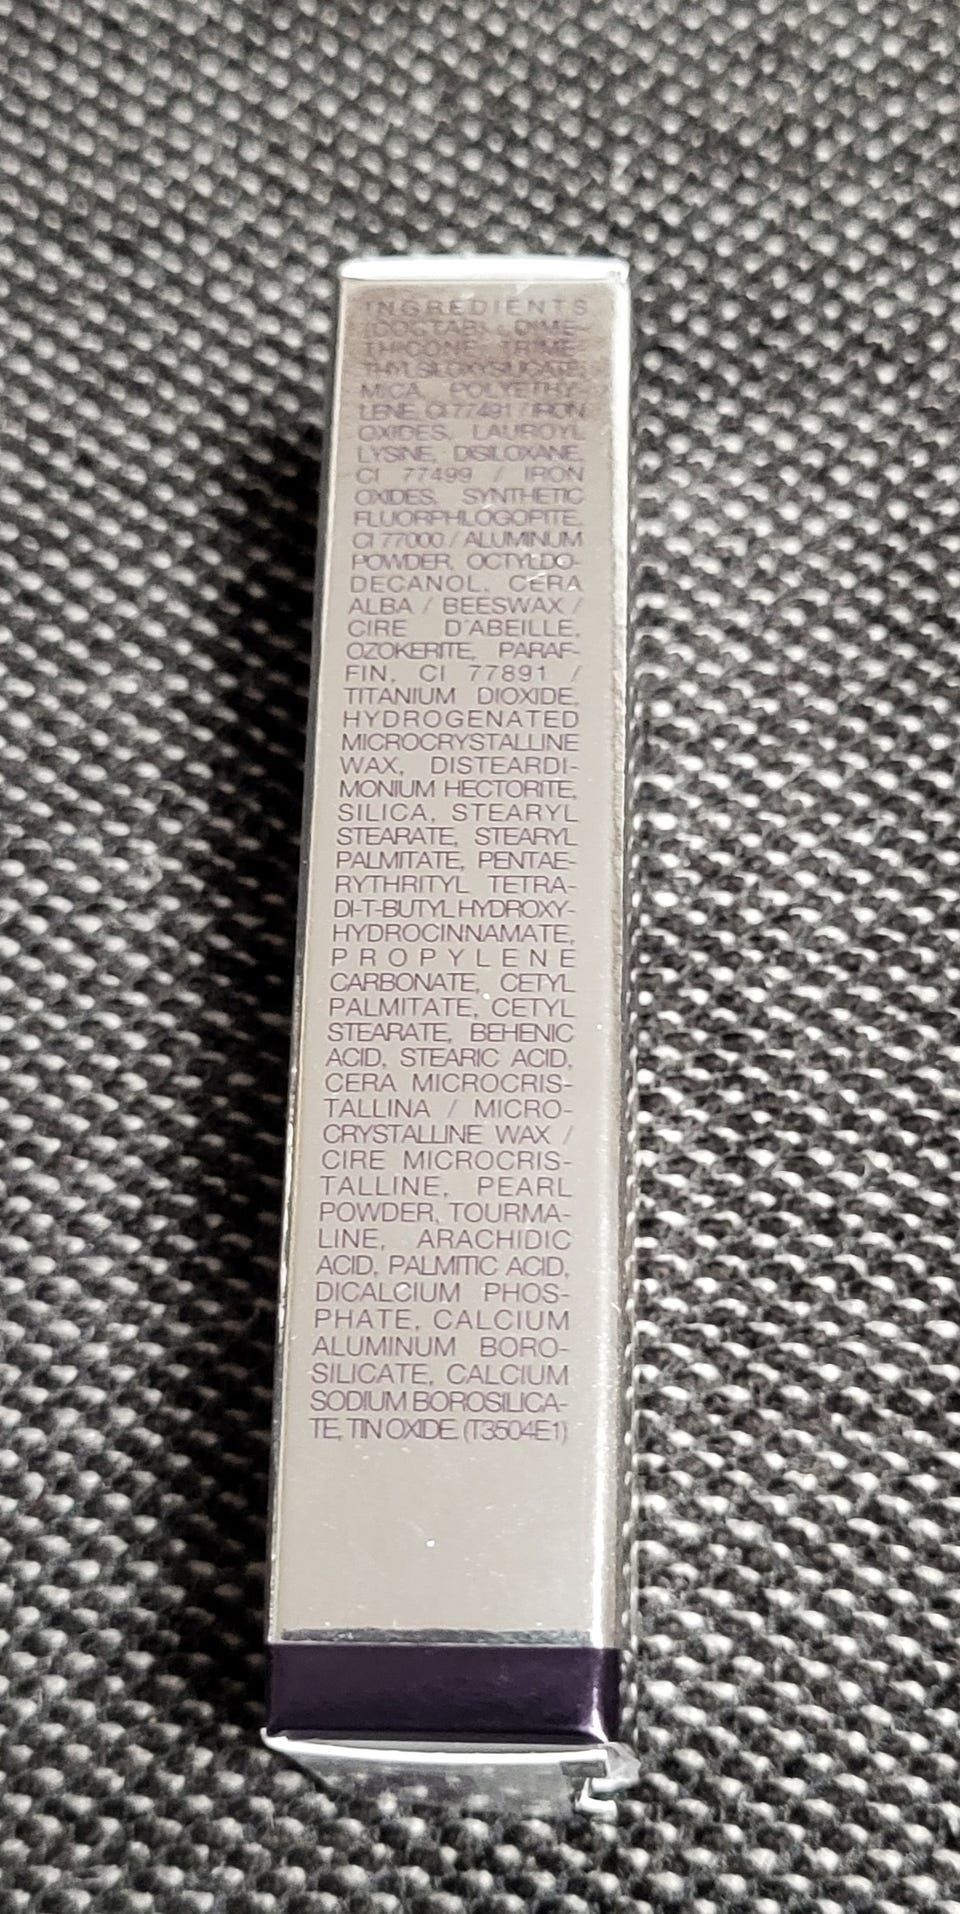 INGREDIENTS
(COCTAB) DIME-
THICONE, TRIME-
THYLSILOXYSILICATE,
MICA, POLYETHY-
LENE, CI 77491 / IRON
OXIDES, LAUROYL
LYSINE, DISILOXANE,
CI 77499 / IRON
OXIDES, SYNTHETIC
FLUORPHLOGOPITE,
CI 77000 / ALUMINUM
POWDER, OCTYLDO-
DECANOL, CERA
ALBA / BEESWAX /
CIRE D'ABEILLE,
OZOKERITE, PARAF-
FIN, CI 77891 /
TITANIUM DIOXIDE,
HYDROGENATED
MICROCRYSTALLINE
WAX, DISTEARDI-
MONIUM HECTORITE,
SILICA, STEARYL
STEARATE, STEARYL
PALMITATE, PENTAE-
RYTHRITYL TETRA-
DI-T-BUTYL HYDROXY-
HYDROCINNAMATE,
PROPYLENE
CARBONATE, CETYL
PALMITATE, CETYL
STEARATE, BEHENIC
ACID, STEARIC ACID,
CERA MICROCRIS-
TALLINA / MICRO-
CRYSTALLINE WAX /
CIRE MICROCRIS-
TALLINE, PEARL
POWDER, TOURMA-
LINE, ARACHIDIC
ACID, PALMITIC ACID,
DICALCIUM PHOS-
PHATE, CALCIUM
ALUMINUM BORO-
SILICATE, CALCIUM
SODIUM BOROSILICA-
TE, TIN OXIDE. (T3504E1)